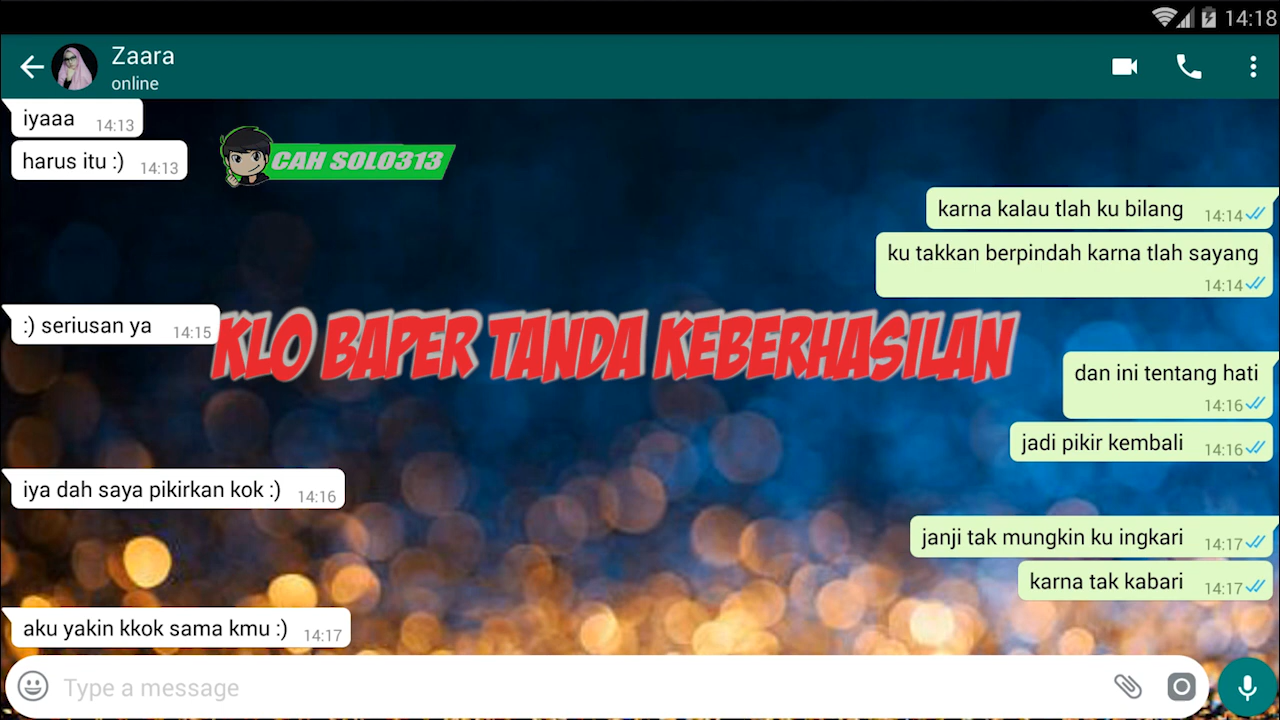 14:18
Zaara
online
iyaaa 14:13
harus itu :) 14:13
CAH SOLO313
karna kalau tlah ku bilang 14:14
ku takkan berpindah karna tlah sayang
14:14
:) seriusan ya 14:15
KLO BAPER TANDA KEBERHASILAN
dan ini tentang hati
14:16
jadi pikir kembali 14:16
iya dah saya pikirkan kok :) 14:16
janji tak mungkin ku ingkari 14:17
karna tak kabari 14:17
aku yakin kkok sama kmu :) 14:17
Type a message